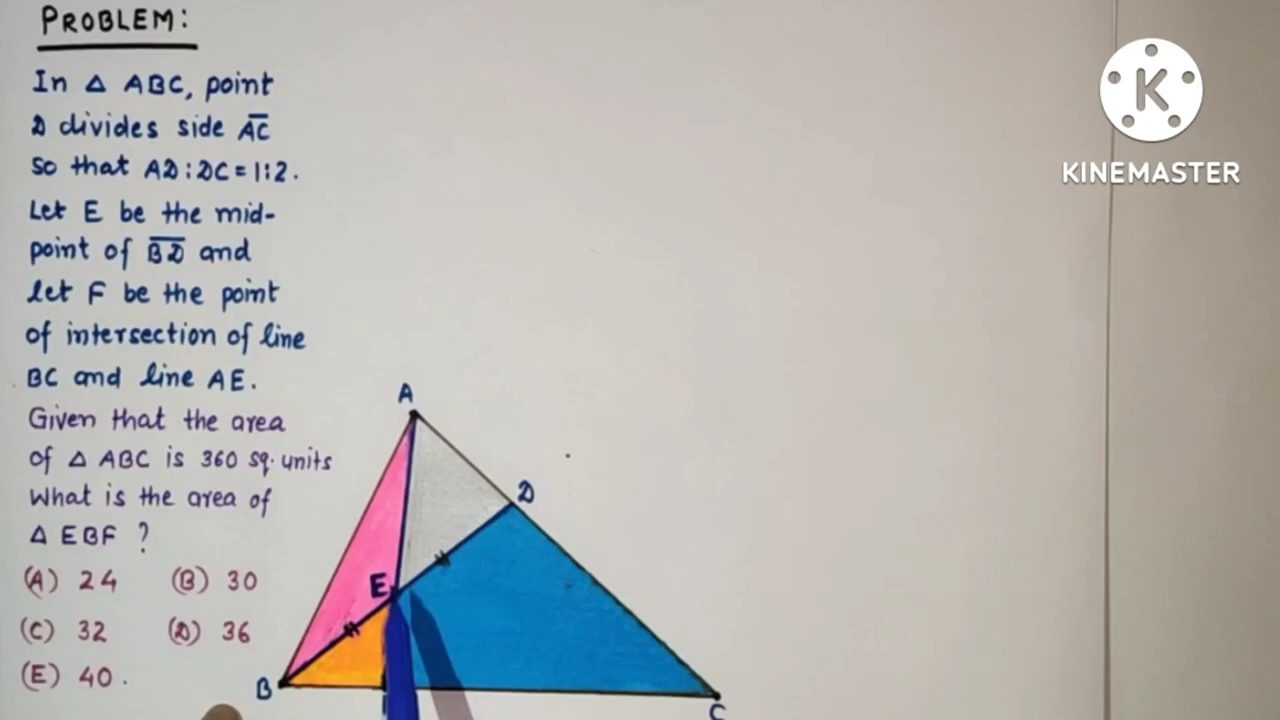 PROBLEM:
In △ ABC, point
D divides side A̅C̅
so that AD:DC=1:2.
Let E be the mid-
point of B̅D̅ and
let F be the point
of intersection of line
BC and line AE.
Given that the area
of △ ABC is 360 sq. units
What is the area of
△ EBF ?
(A) 24 (B) 30
(C) 32 (D) 36
(E) 40.
A
D
E
B
C
K
KINEMASTER